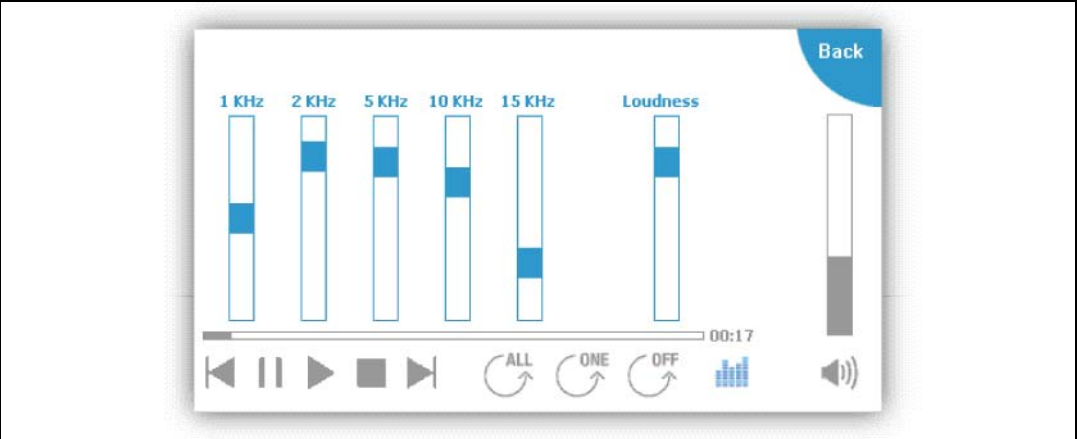 Back
1 KHz 2 KHz 5 KHz 10 KHz 15 KHz Loudness
00:17
ALL ONE OFF